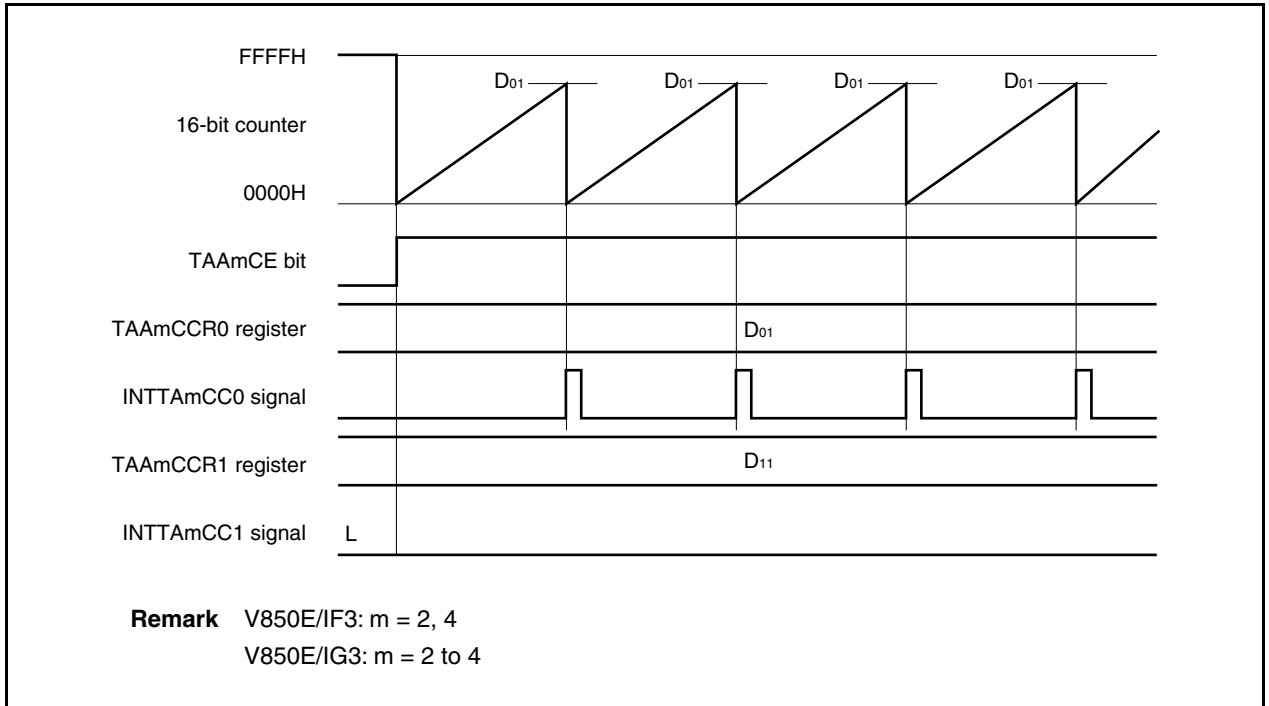 FFFFH
D01 D01 D01 D01
16-bit counter
0000H
TAAmCE bit
TAAmCCR0 register D01
INTTAmCC0 signal
TAAmCCR1 register D11
INTTAmCC1 signal L
Remark V850E/IF3: m = 2, 4
V850E/IG3: m = 2 to 4